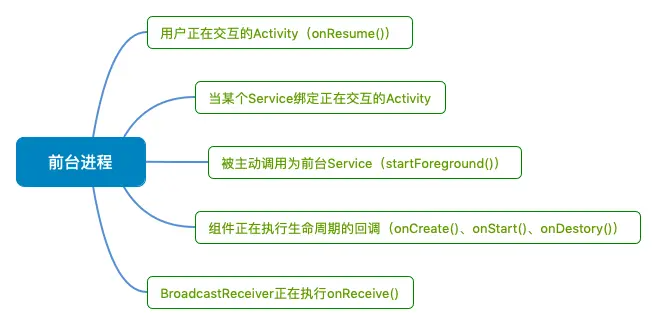 用户正在交互的Activity（onResume()）
当某个Service绑定正在交互的Activity
前台进程
被主动调用为前台Service（startForeground()）
组件正在执行生命周期的回调（onCreate()、onStart()、onDestory()）
BroadcastReceiver正在执行onReceive()